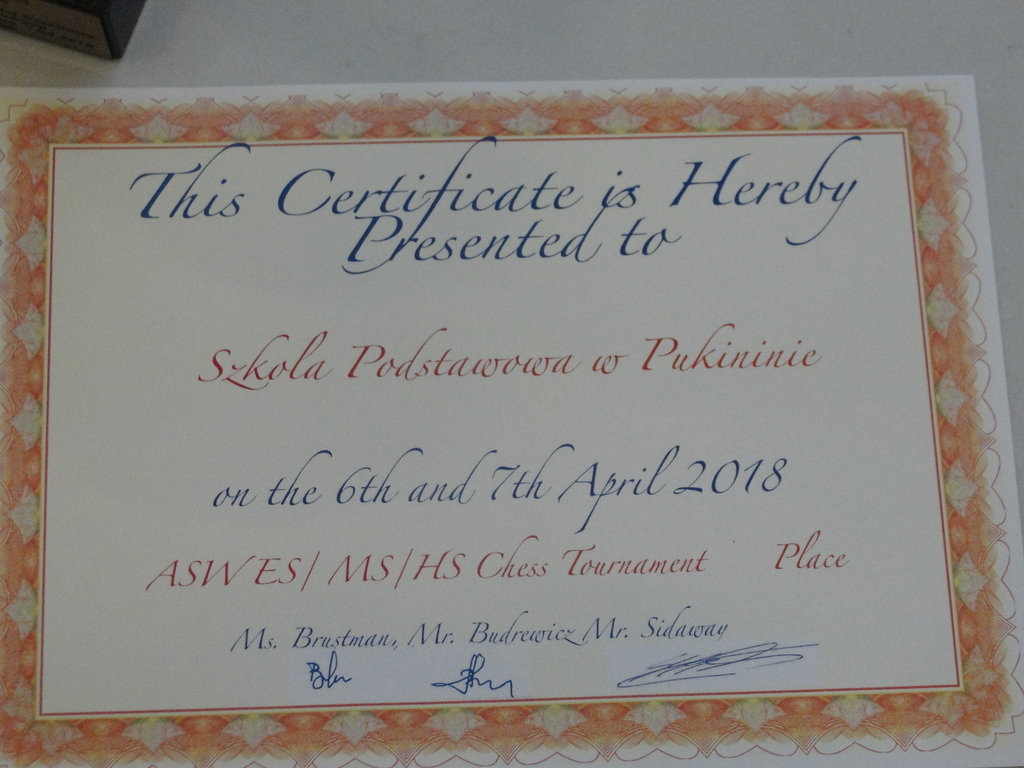 This Certificate is Hereby
Presented to
Szkola Podstawowa w Pukininie
on the 6th and 7th April 2018
ASW ES/ MS/HS Chess Tournament Place
Ms. Brustman, Mr. Budrewicz Mr. Sidaway